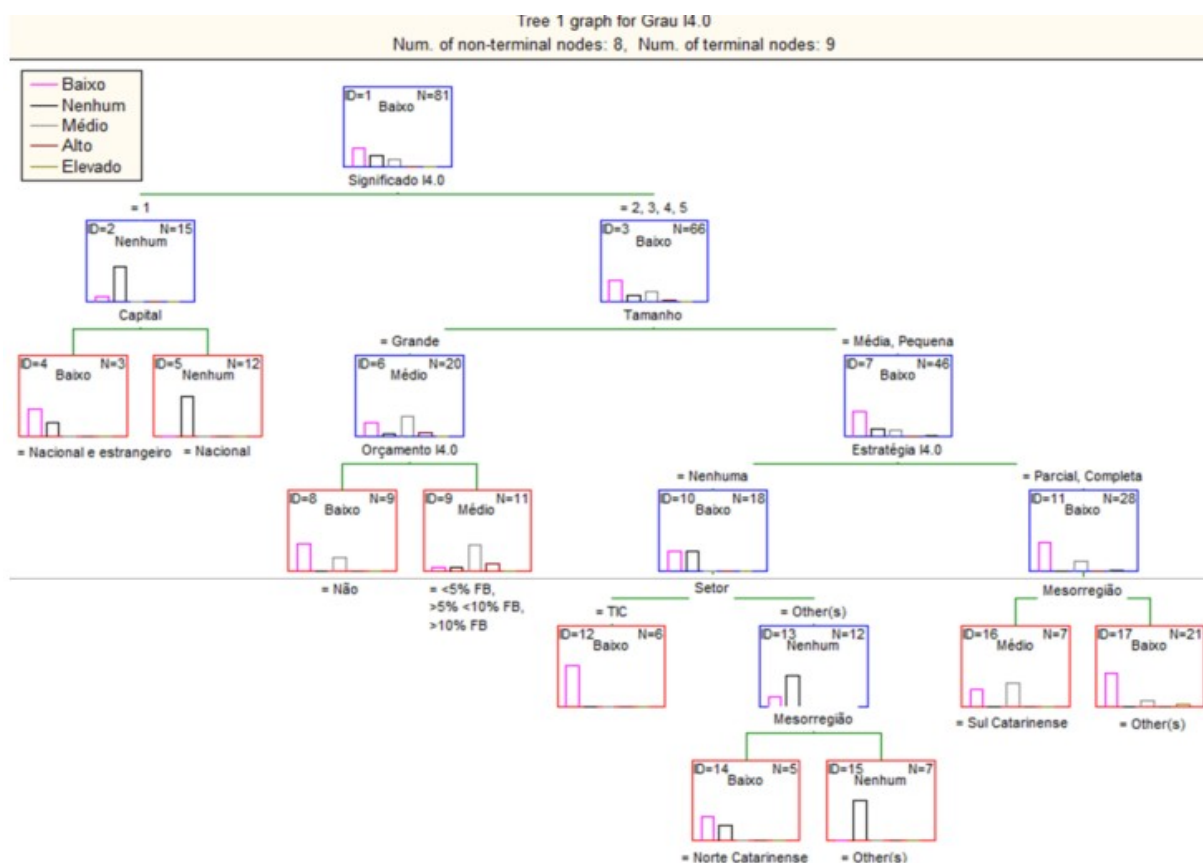 Tree 1 graph for Grau I4.0
Num. of non-terminal nodes: 8, Num. of terminal nodes: 9
Baixo
Nenhum
Médio
Alto
Elevado
ID=1 N=81
Baixo
Significado I4.0
= 1
= 2, 3, 4, 5
ID=2 N=15
Nenhum
ID=3 N=66
Baixo
Capital
Tamanho
= Grande
= Média, Pequena
ID=4 N=3
Baixo
ID=5 N=12
Nenhum
ID=6 N=20
Médio
ID=7 N=46
Baixo
= Nacional e estrangeiro
= Nacional
Orçamento I4.0
Estratégia I4.0
= Nenhuma
= Parcial, Completa
ID=8 N=9
Baixo
ID=9 N=11
Médio
ID=10 N=18
Baixo
ID=11 N=28
Baixo
= Não
= <5% FB,
>5% <10% FB,
>10% FB
Setor
Mesorregião
= TIC
= Other(s)
ID=12 N=6
Baixo
ID=13 N=12
Nenhum
ID=16 N=7
Médio
ID=17 N=21
Baixo
Mesorregião
= Sul Catarinense
= Other(s)
ID=14 N=5
Baixo
ID=15 N=7
Nenhum
= Norte Catarinense
= Other(s)